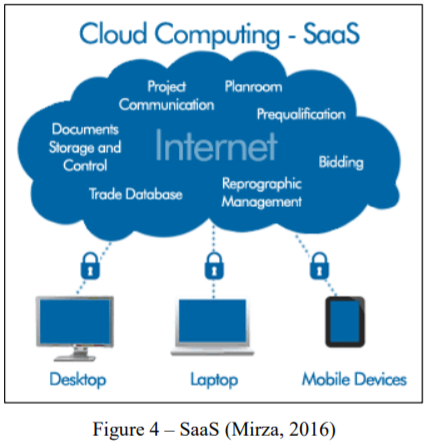 Cloud Computing - SaaS
Project
Communication
Planroom
Prequalification
Documents
Storage and
Control
Internet
Bidding
Trade Database
Reprographic
Management
Desktop
Laptop
Mobile Devices
Figure 4 – SaaS (Mirza, 2016)